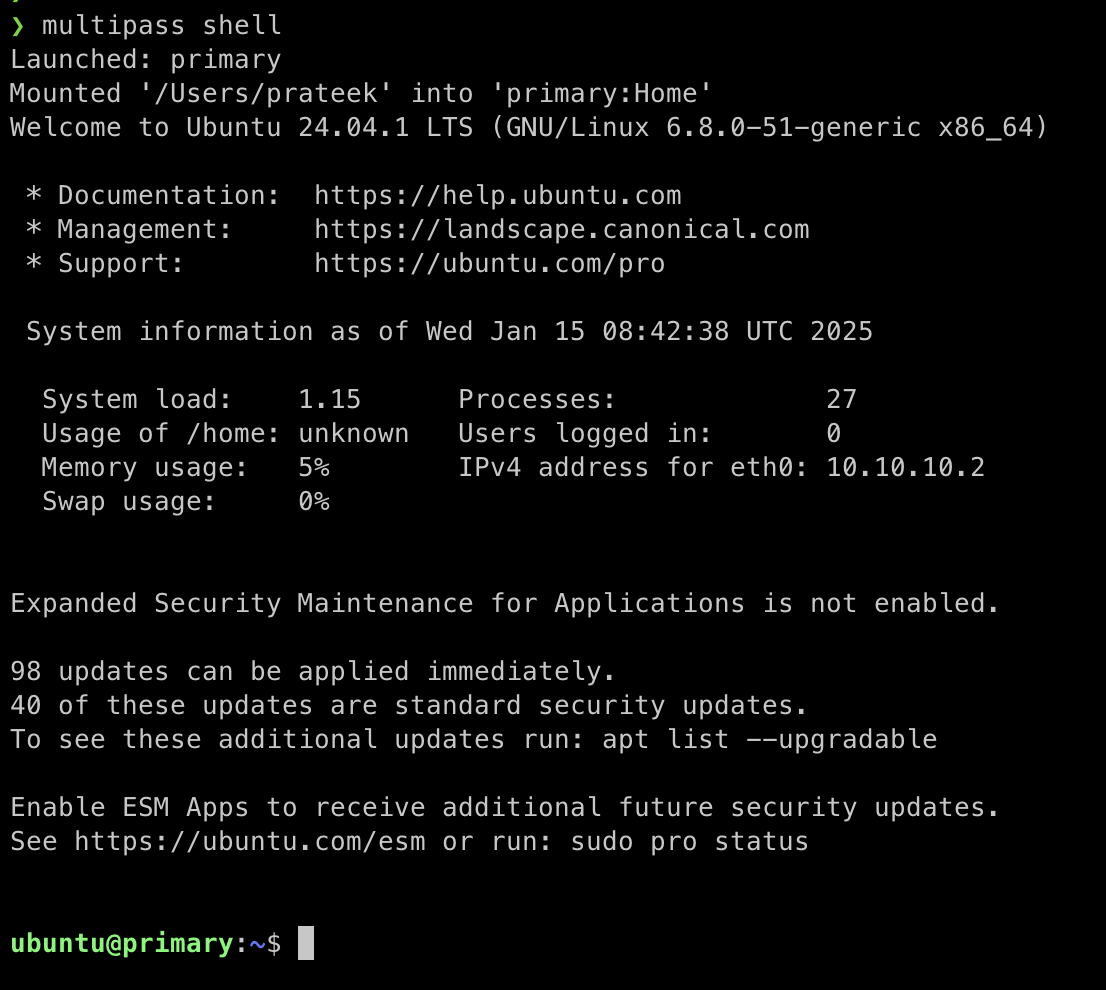 ❯ multipass shell
Launched: primary
Mounted '/Users/prateek' into 'primary:Home'
Welcome to Ubuntu 24.04.1 LTS (GNU/Linux 6.8.0-51-generic x86_64)

 * Documentation:  https://help.ubuntu.com
 * Management:     https://landscape.canonical.com
 * Support:        https://ubuntu.com/pro

 System information as of Wed Jan 15 08:42:38 UTC 2025

  System load:    1.15      Processes:             27
  Usage of /home: unknown   Users logged in:       0
  Memory usage:   5%        IPv4 address for eth0: 10.10.10.2
  Swap usage:     0%


Expanded Security Maintenance for Applications is not enabled.

98 updates can be applied immediately.
40 of these updates are standard security updates.
To see these additional updates run: apt list --upgradable

Enable ESM Apps to receive additional future security updates.
See https://ubuntu.com/esm or run: sudo pro status


ubuntu@primary:~$